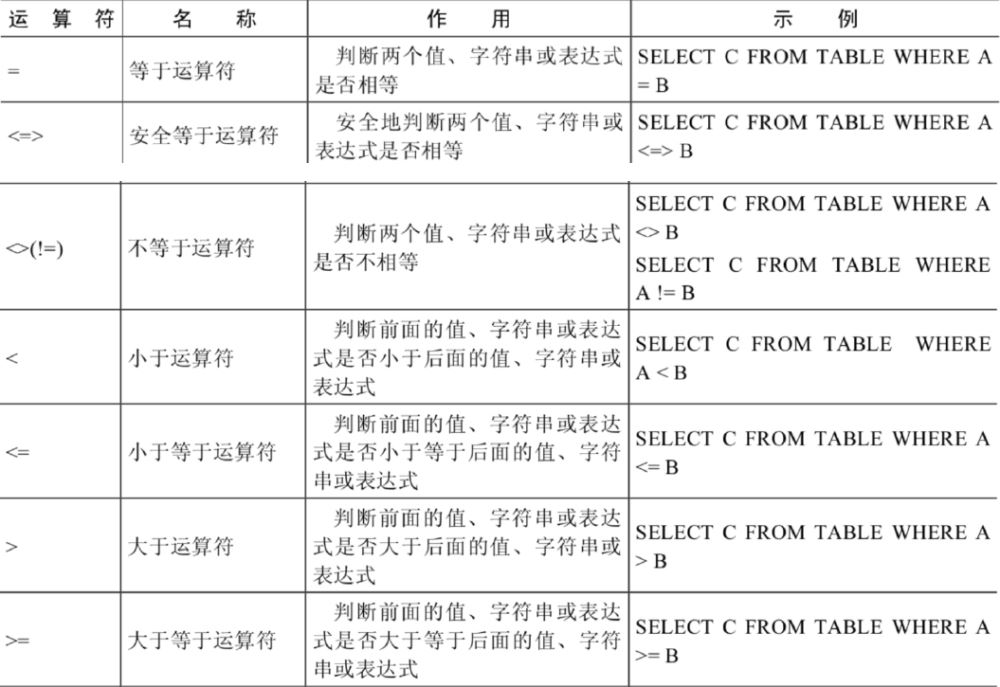 运 算 符 名 称 作 用 示 例
= 等于运算符 判断两个值、字符串或表达式 SELECT C FROM TABLE WHERE A
是否相等 = B
<=> 安全等于运算符 安全地判断两个值、字符串或 SELECT C FROM TABLE WHERE A
表达式是否相等 <=> B
<>(!=) 不等于运算符 判断两个值、字符串或表达式 SELECT C FROM TABLE WHERE A
是否不相等 <> B
SELECT C FROM TABLE WHERE
A != B
< 小于运算符 判断前面的值、字符串或表达 SELECT C FROM TABLE WHERE
式是否小于后面的值、字符串或 A < B
表达式
<= 小于等于运算符 判断前面的值、字符串或表达 SELECT C FROM TABLE WHERE A
式是否小于等于后面的值、字符 <= B
串或表达式
> 大于运算符 判断前面的值、字符串或表达 SELECT C FROM TABLE WHERE A
式是否大于后面的值、字符串或 > B
表达式
>= 大于等于运算符 判断前面的值、字符串或表达 SELECT C FROM TABLE WHERE A
式是否大于等于后面的值、字符 >= B
串或表达式